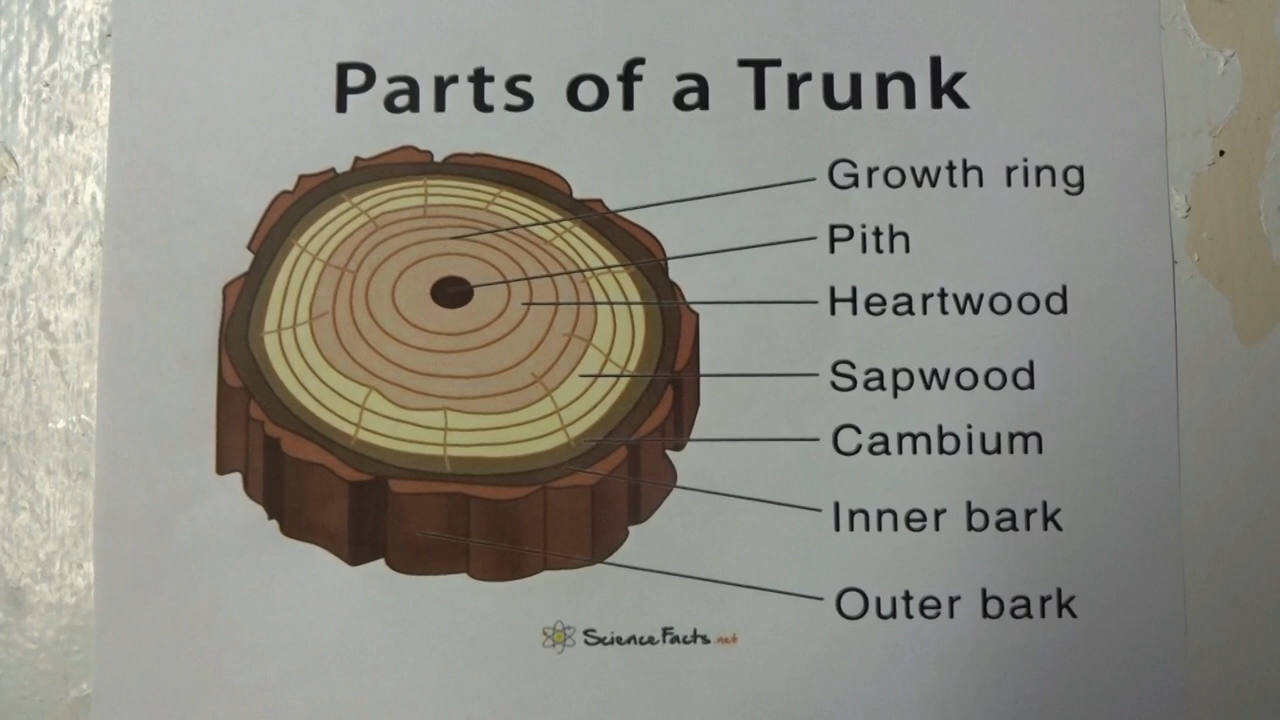 Parts of a Trunk
Growth ring
Pith
Heartwood
Sapwood
Cambium
Inner bark
Outer bark
ScienceFacts.net